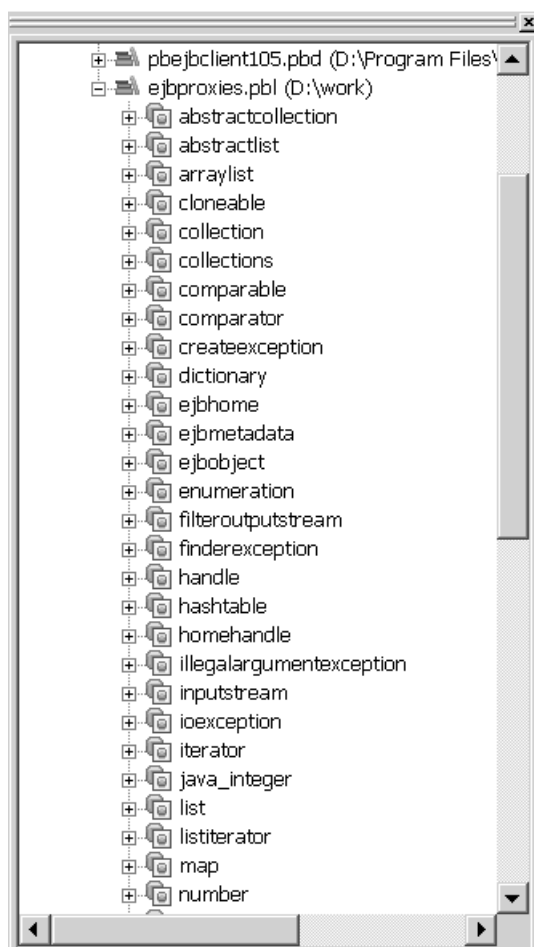 pbejbclient105.pbd (D:\Program Files\
ejbproxies.pbl (D:\work)
abstractcollection
abstractlist
arraylist
cloneable
collection
collections
comparable
comparator
createexception
dictionary
ejbhome
ejbmetadata
ejbobject
enumeration
filteroutputstream
finderexception
handle
hashtable
homehandle
illegalargumentexception
inputstream
ioexception
iterator
java_integer
list
listiterator
map
number